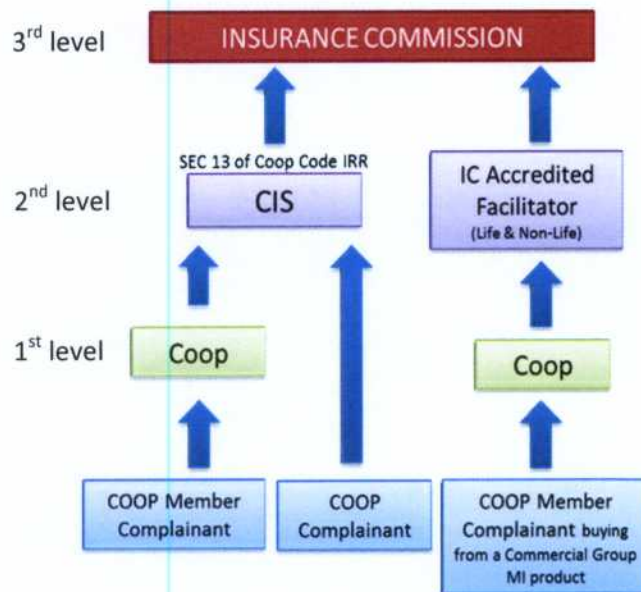 3rd level
INSURANCE COMMISSION
SEC 13 of Coop Code IRR
2nd level
CIS
IC Accredited
Facilitator
(Life & Non-Life)
1st level
Coop
Coop
COOP Member
Complainant
COOP
Complainant
COOP Member
Complainant buying
from a Commercial Group
MI product